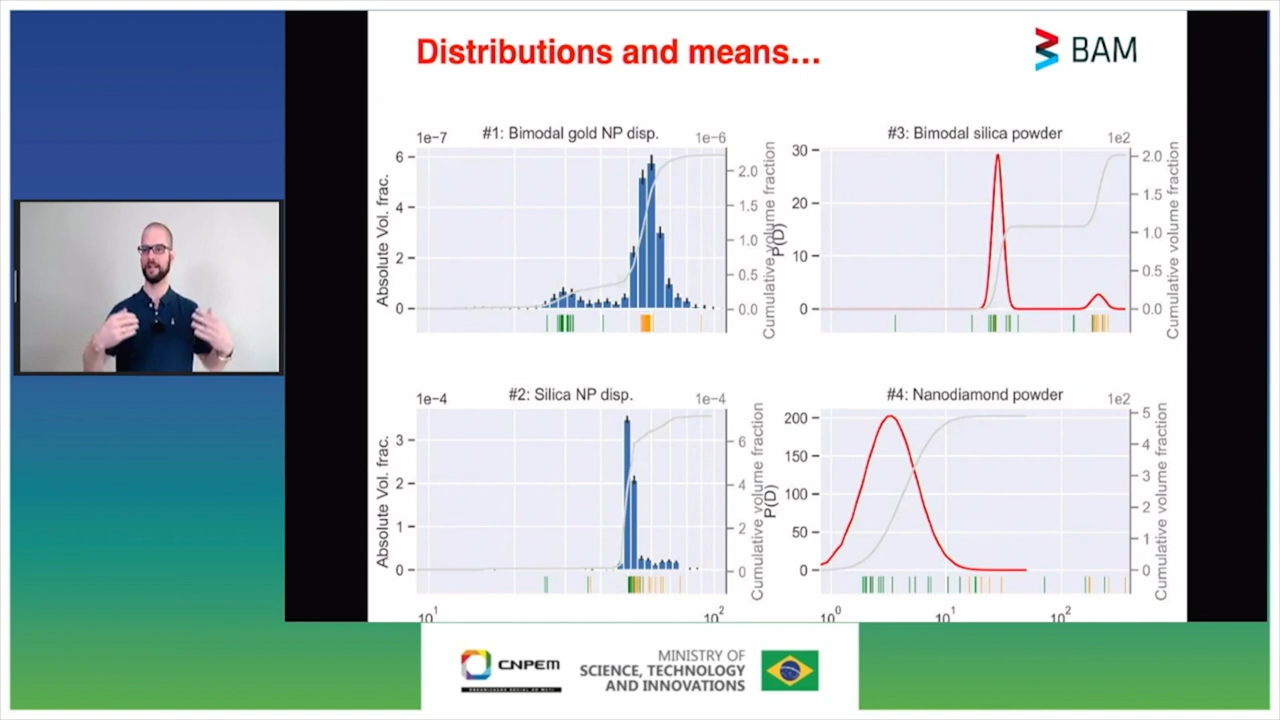 Distributions and means...
BAM
1e-7
#1: Bimodal gold NP disp.
1e-6
6
4
2
0
Absolute Vol. frac.
2.0
1.5
1.0
0.5
0.0
Cumulative volume fraction
#3: Bimodal silica powder
1e2
30
20
10
0
P(D)
2.0
1.5
1.0
0.5
0.0
Cumulative volume fraction
1e-4
#2: Silica NP disp.
1e-4
3
2
1
0
Absolute Vol. frac.
6
4
2
0
Cumulative volume fraction
10¹
10²
#4: Nanodiamond powder
1e2
200
150
100
50
0
P(D)
5
4
3
2
1
0
Cumulative volume fraction
10⁰
10¹
10²
CNPEM
MINISTRY OF
SCIENCE, TECHNOLOGY
AND INNOVATIONS